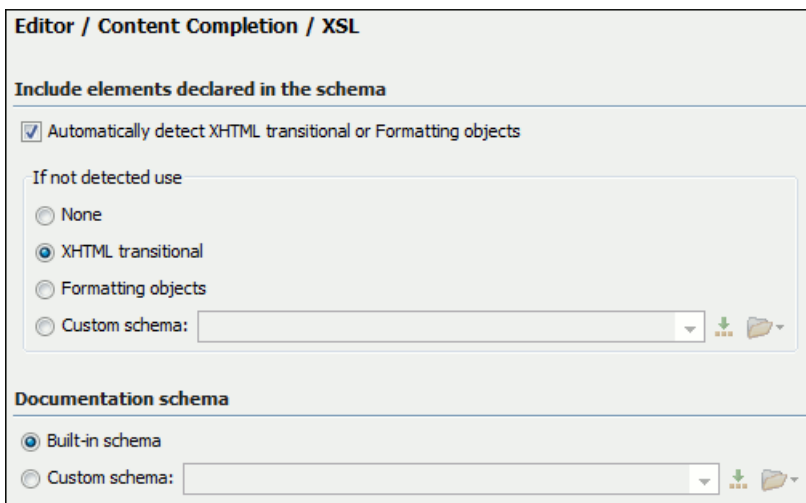 Editor / Content Completion / XSL
Include elements declared in the schema
Automatically detect XHTML transitional or Formatting objects
If not detected use
None
XHTML transitional
Formatting objects
Custom schema:
Documentation schema
Built-in schema
Custom schema: